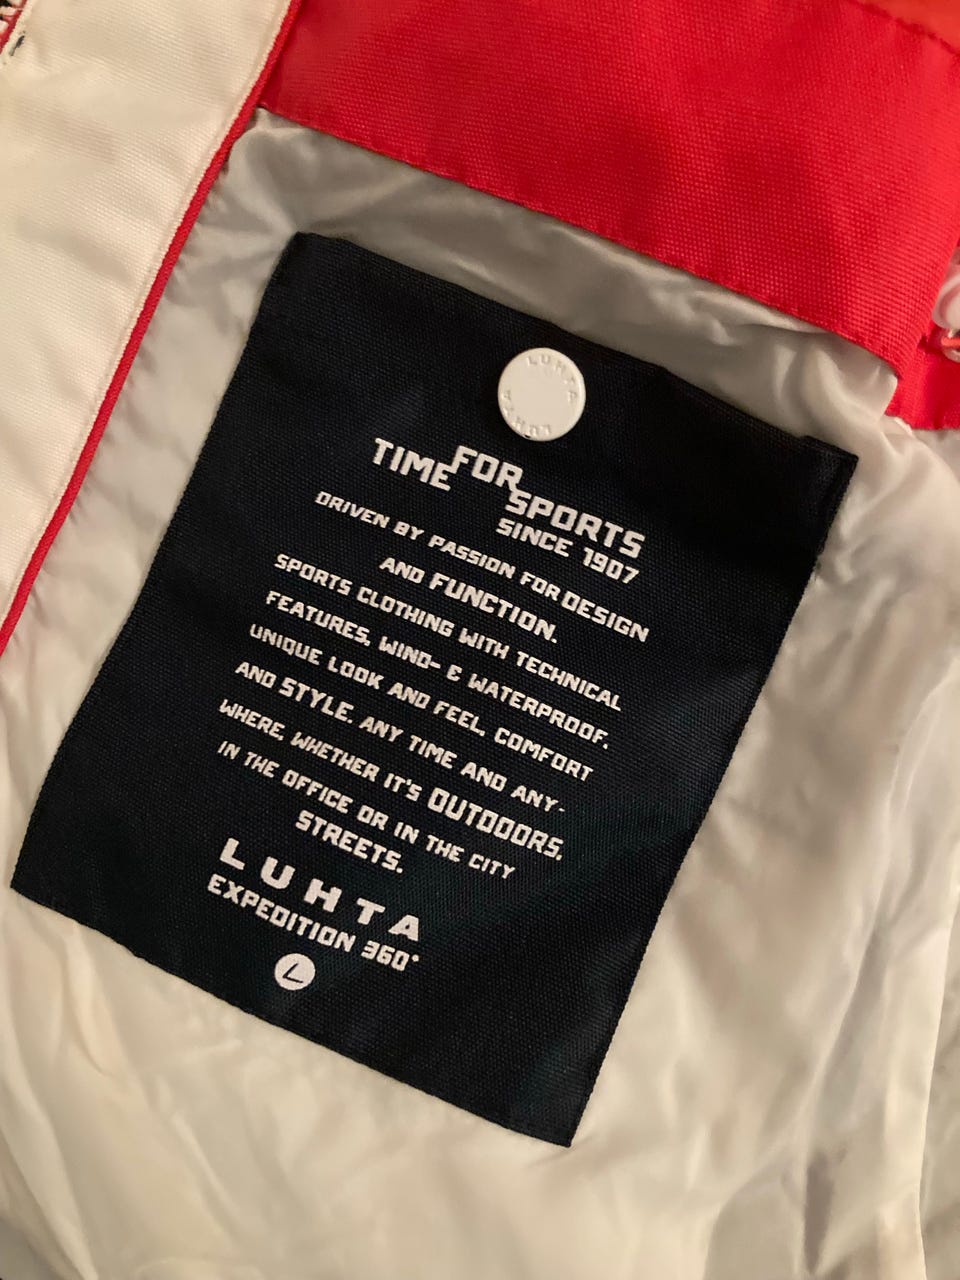 LUHTA
LUHTA
TIME FOR SPORTS
SINCE 1907
DRIVEN BY PASSION FOR DESIGN
AND FUNCTION.
SPORTS CLOTHING WITH TECHNICAL
FEATURES, WIND- & WATERPROOF.
UNIQUE LOOK AND FEEL, COMFORT
AND STYLE. ANY TIME AND ANY-
WHERE, WHETHER IT'S OUTDOORS,
IN THE OFFICE OR IN THE CITY
STREETS.
LUHTA
EXPEDITION 360°
L